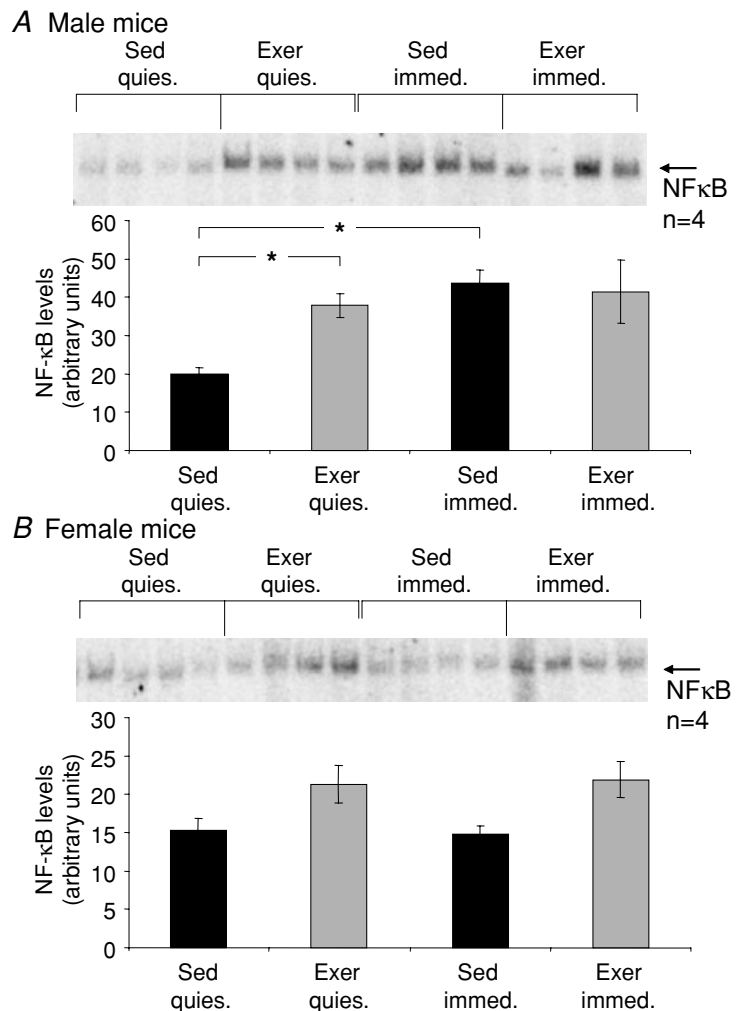 A Male mice
Sed Exer Sed Exer
quies. quies. immed. immed.
NFκB
n=4
60
50
40
30
20
10
0
NF-κB levels
(arbitrary units)
*
*
Sed Exer Sed Exer
quies. quies. immed. immed.
B Female mice
Sed Exer Sed Exer
quies. quies. immed. immed.
NFκB
n=4
30
25
20
15
10
5
0
NF-κB levels
(arbitrary units)
Sed Exer Sed Exer
quies. quies. immed. immed.